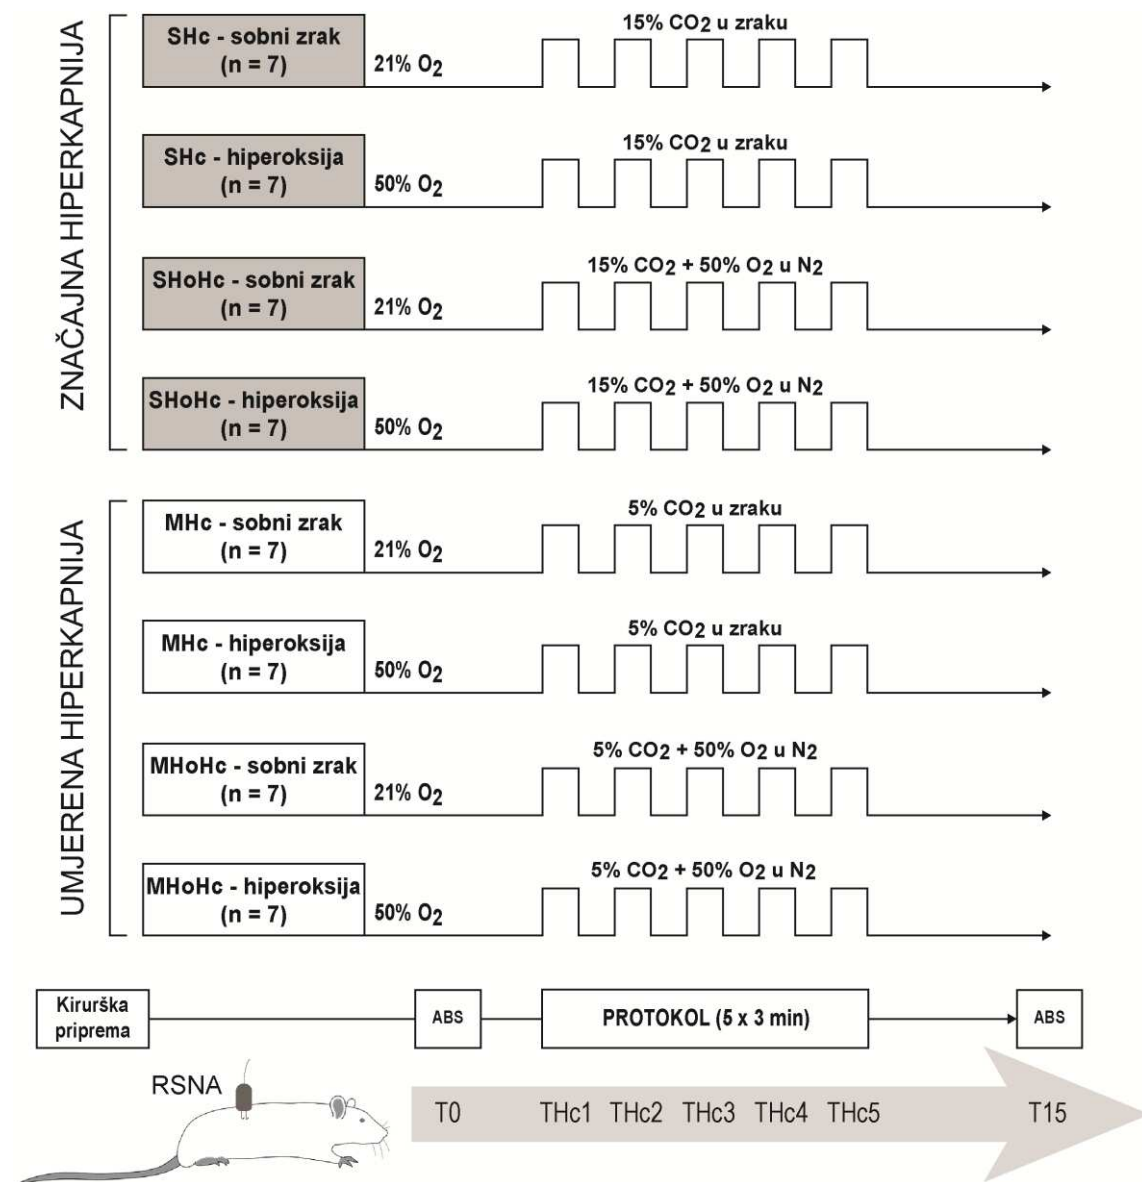 ZNAČAJNA HIPERKAPNIJA
SHc - sobni zrak
(n = 7)
21% O2
15% CO2 u zraku
SHc - hiperoksija
(n = 7)
50% O2
15% CO2 u zraku
SHoHc - sobni zrak
(n = 7)
21% O2
15% CO2 + 50% O2 u N2
SHoHc - hiperoksija
(n = 7)
50% O2
15% CO2 + 50% O2 u N2
UMJERENA HIPERKAPNIJA
MHc - sobni zrak
(n = 7)
21% O2
5% CO2 u zraku
MHc - hiperoksija
(n = 7)
50% O2
5% CO2 u zraku
MHoHc - sobni zrak
(n = 7)
21% O2
5% CO2 + 50% O2 u N2
MHoHc - hiperoksija
(n = 7)
50% O2
5% CO2 + 50% O2 u N2
Kirurška
priprema
ABS
PROTOKOL (5 x 3 min)
ABS
RSNA
T0 THc1 THc2 THc3 THc4 THc5 T15